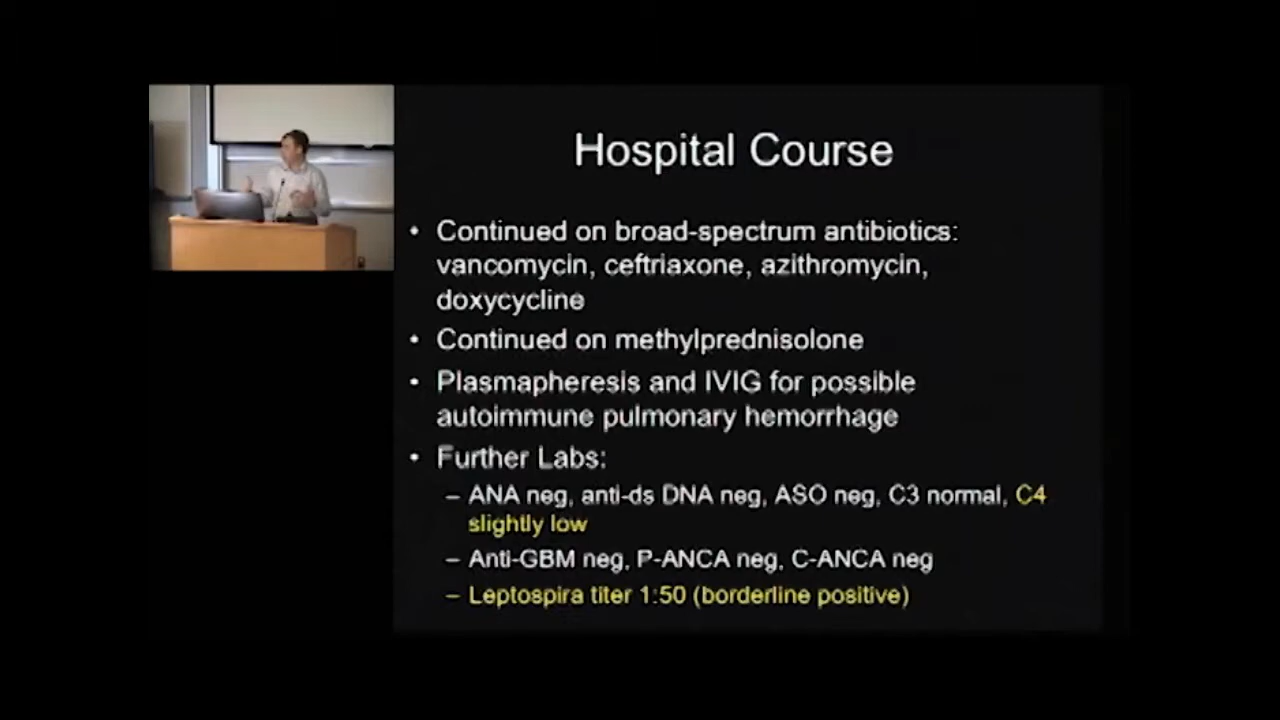 Hospital Course
• Continued on broad-spectrum antibiotics:
vancomycin, ceftriaxone, azithromycin,
doxycycline
• Continued on methylprednisolone
• Plasmapheresis and IVIG for possible
autoimmune pulmonary hemorrhage
• Further Labs:
– ANA neg, anti-ds DNA neg, ASO neg, C3 normal, C4
slightly low
– Anti-GBM neg, P-ANCA neg, C-ANCA neg
– Leptospira titer 1:50 (borderline positive)